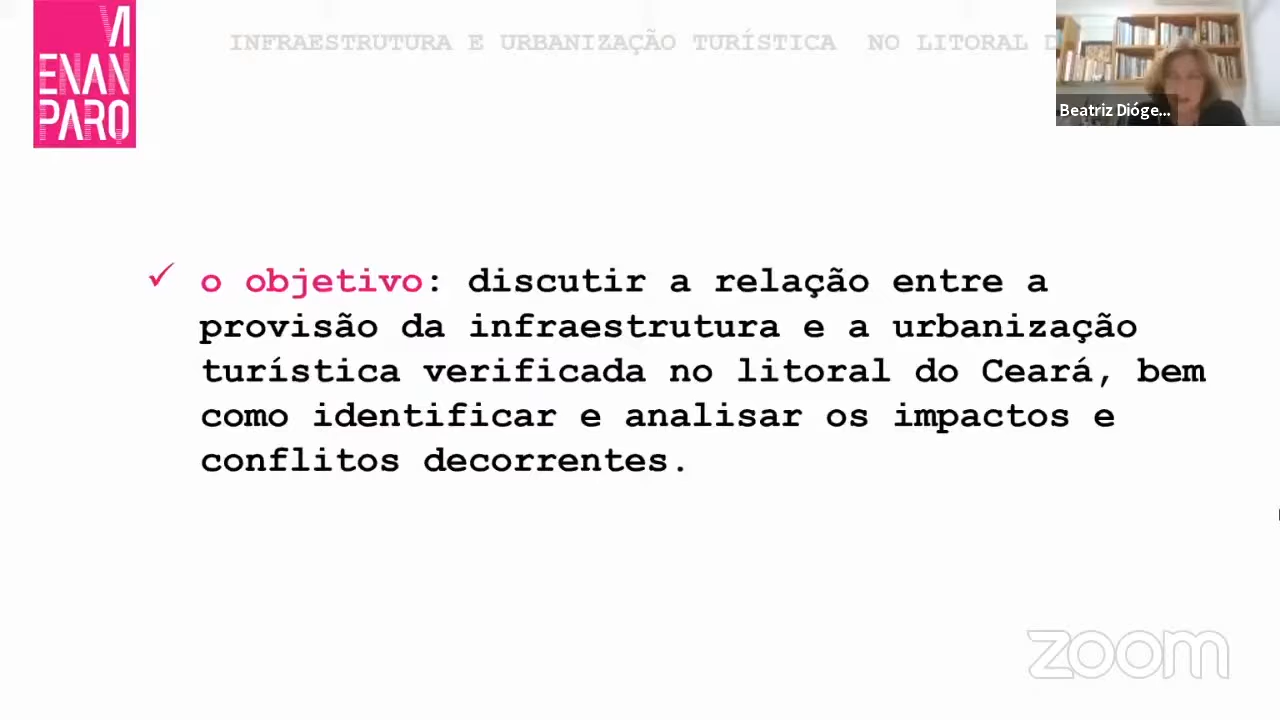 VI
ENAN
PARQ
INFRAESTRUTURA E URBANIZAÇÃO TURÍSTICA NO LITORAL
Beatriz Dióge...
✓ o objetivo: discutir a relação entre a
provisão da infraestrutura e a urbanização
turística verificada no litoral do Ceará, bem
como identificar e analisar os impactos e
conflitos decorrentes.
zoom